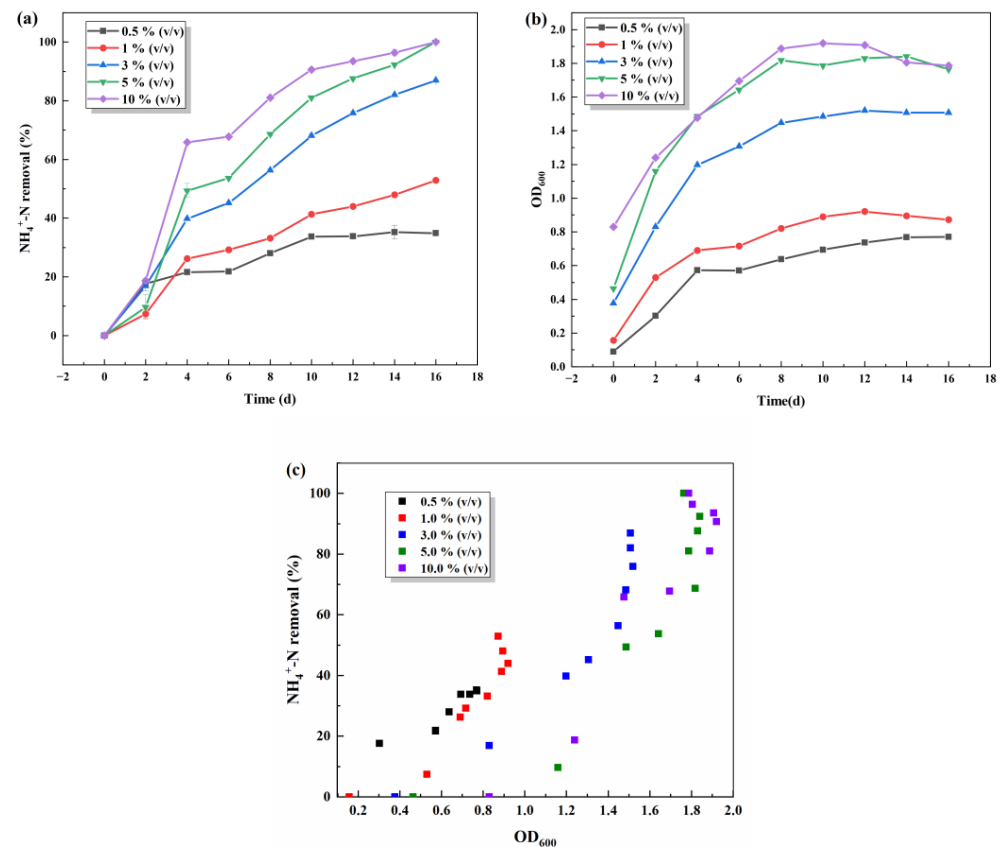 (a)
0.5 % (v/v)
1 % (v/v)
3 % (v/v)
5 % (v/v)
10 % (v/v)
NH₄⁺-N removal (%)
100
80
60
40
20
0
−2 0 2 4 6 8 10 12 14 16 18
Time (d)
(b)
0.5 % (v/v)
1 % (v/v)
3 % (v/v)
5 % (v/v)
10 % (v/v)
OD₆₀₀
2.0
1.8
1.6
1.4
1.2
1.0
0.8
0.6
0.4
0.2
0.0
−2 0 2 4 6 8 10 12 14 16 18
Time(d)
(c)
0.5 % (v/v)
1.0 % (v/v)
3.0 % (v/v)
5.0 % (v/v)
10.0 % (v/v)
NH₄⁺-N removal (%)
100
80
60
40
20
0
0.2 0.4 0.6 0.8 1.0 1.2 1.4 1.6 1.8 2.0
OD₆₀₀